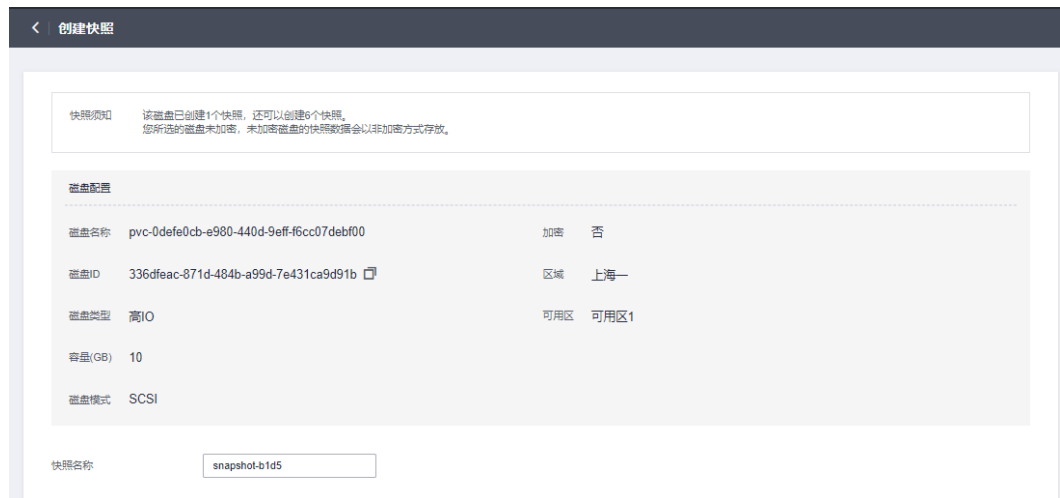 创建快照
快照须知 该磁盘已创建1个快照，还可以创建6个快照。
您所选的磁盘未加密，未加密磁盘的快照数据会以非加密方式存放。
磁盘配置
磁盘名称 pvc-0defe0cb-e980-440d-9eff-f6cc07debf00 加密 否
磁盘ID 336dfeac-871d-484b-a99d-7e431ca9d91b 区域 上海一
磁盘类型 高IO 可用区 可用区1
容量(GB) 10
磁盘模式 SCSI
快照名称 snapshot-b1d5